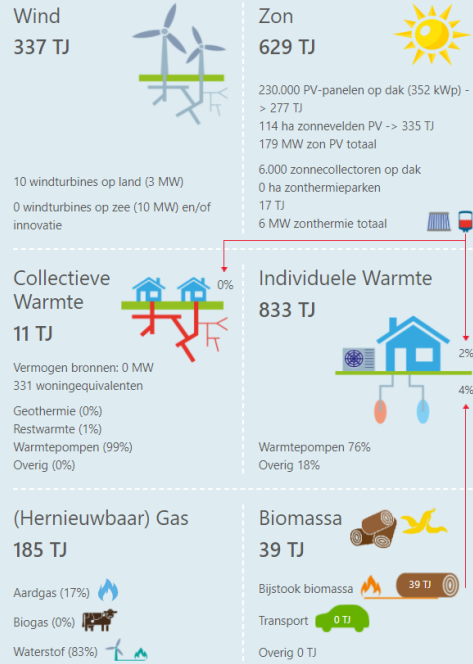 Wind
337 TJ
10 windturbines op land (3 MW)
0 windturbines op zee (10 MW) en/of
innovatie
Zon
629 TJ
230.000 PV-panelen op dak (352 kWp) -
> 277 TJ
114 ha zonnevelden PV -> 335 TJ
179 MW zon PV totaal
6.000 zonnecollectoren op dak
0 ha zonthermieparken
17 TJ
6 MW zonthermie totaal
Collectieve
Warmte
11 TJ
0%
Vermogen bronnen: 0 MW
331 woningequivalenten
Geothermie (0%)
Restwarmte (1%)
Warmtepompen (99%)
Overig (0%)
Individuele Warmte
833 TJ
2%
4%
Warmtepompen 76%
Overig 18%
(Hernieuwbaar) Gas
185 TJ
Aardgas (17%)
Biogas (0%)
Waterstof (83%)
Biomassa
39 TJ
Bijstook biomassa 39 TJ
Transport 0 TJ
Overig 0 TJ